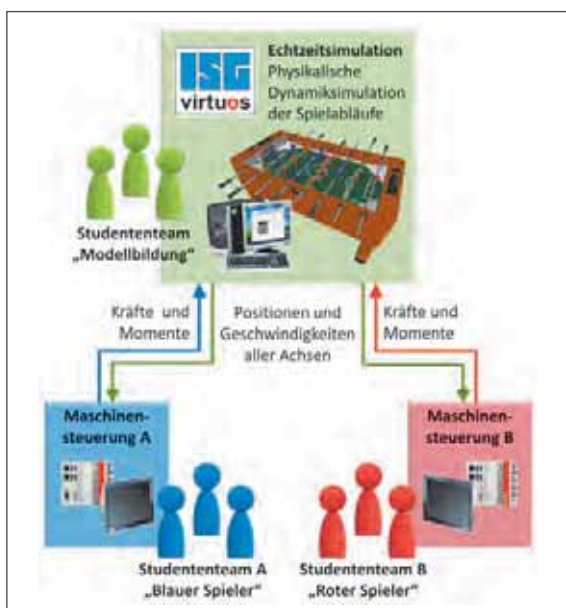 ISG
virtuos
Echtzeitsimulation
Physikalische
Dynamiksimulation
der Spielabläufe
Studententeam
„Modellbildung“
Kräfte und
Momente
Positionen und
Geschwindigkeiten
aller Achsen
Kräfte und
Momente
Maschinen-
steuerung A
Maschinen-
steuerung B
Studententeam A
„Blauer Spieler“
Studententeam B
„Roter Spieler“